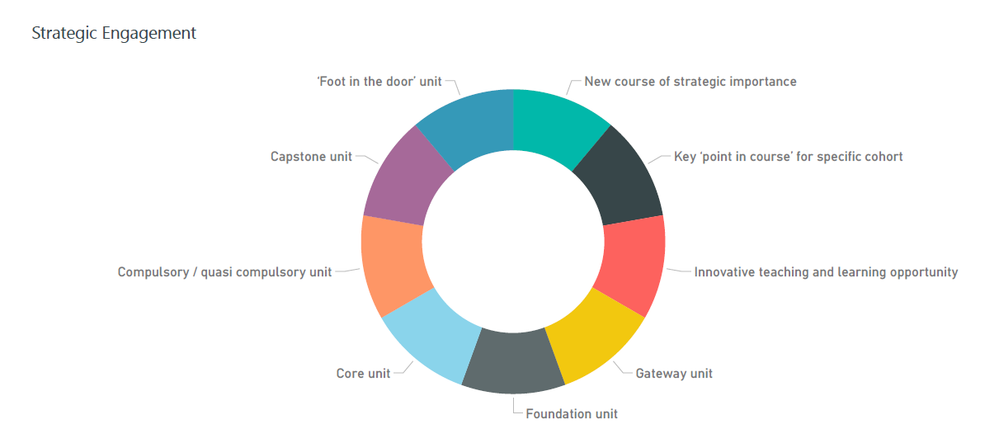 Strategic Engagement
‘Foot in the door’ unit
New course of strategic importance
Capstone unit
Key ‘point in course’ for specific cohort
Compulsory / quasi compulsory unit
Innovative teaching and learning opportunity
Core unit
Gateway unit
Foundation unit